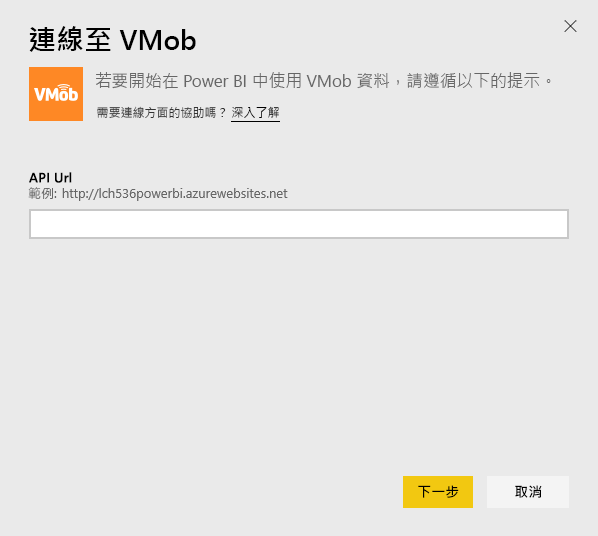 連線至 VMob
VMob
若要開始在 Power BI 中使用 VMob 資料，請遵循以下的提示。
需要連線方面的協助嗎？ 深入了解
API Url
範例: http://lch536powerbi.azurewebsites.net
下一步
取消